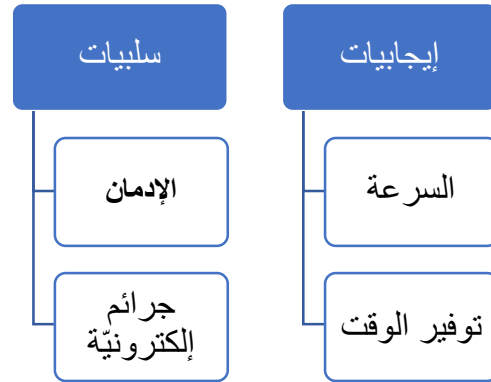 إيجابيات
السرعة
توفير الوقت
سلبيات
الإدمان
جرائم
إلكترونيّة